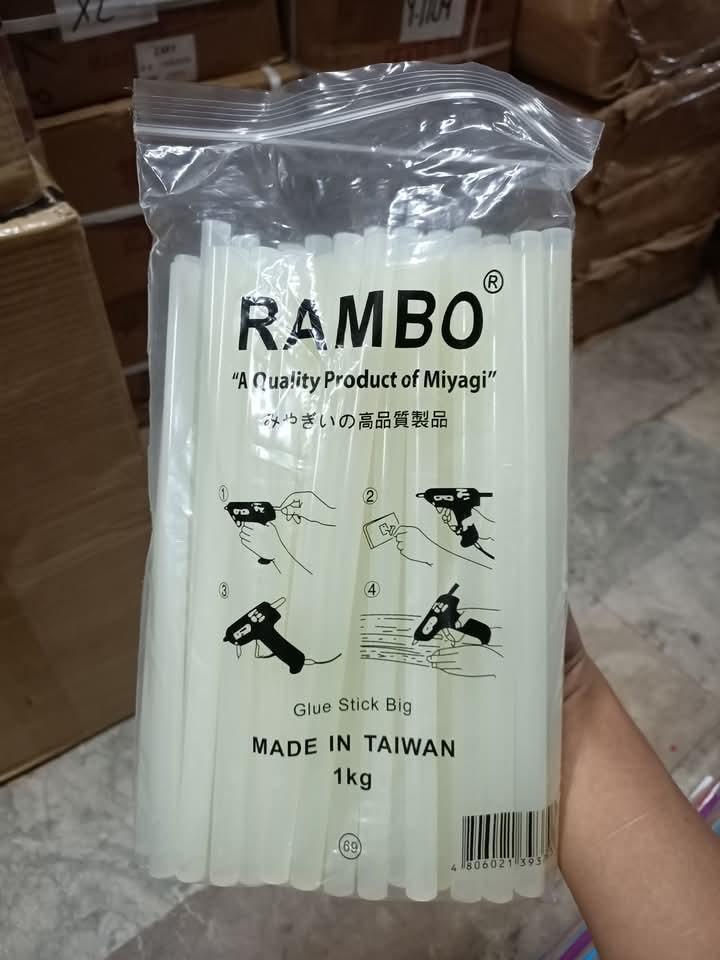 XL
RAMBO®
"A Quality Product of Miyagi"
みやぎいの高品質製品
①
②
③
④
Glue Stick Big
MADE IN TAIWAN
1kg
69
4 806021 393